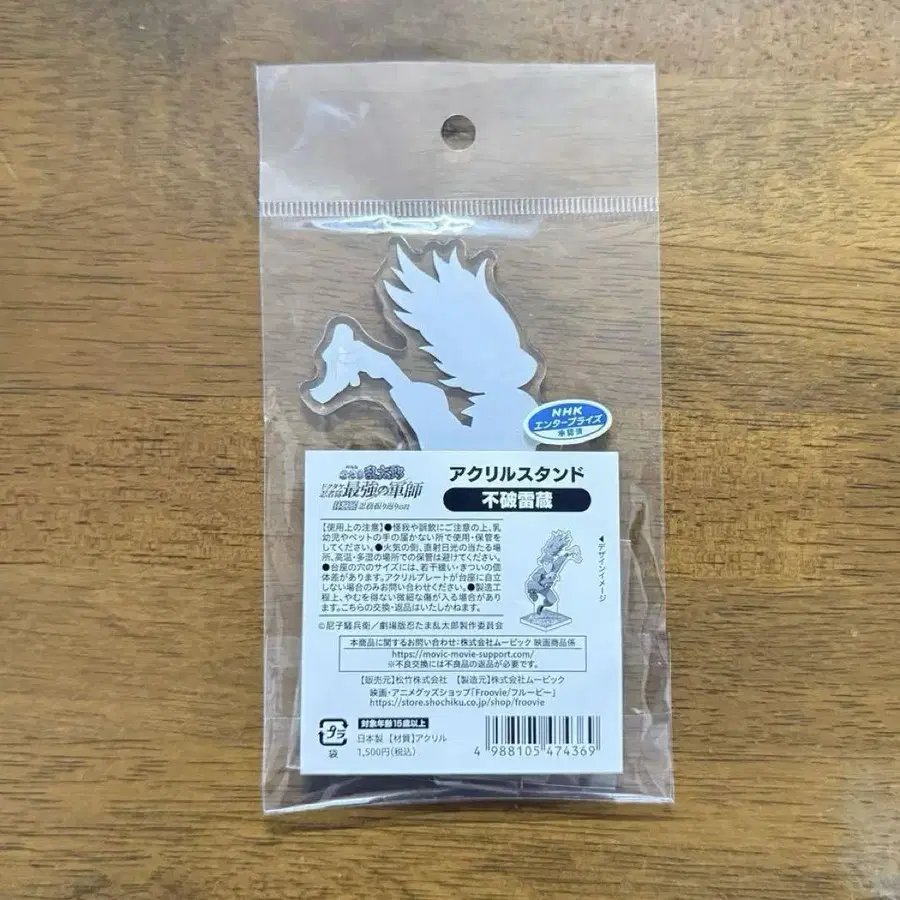 NHK
エンタープライズ
承認済
忍たま乱太郎
ドクタケ忍者隊 最強の軍師
アクリルスタンド
不破雷蔵
【使用上の注意】●怪我や誤飲にご注意の上、乳
幼児やペットの手の届かない所で使用・保管を
してください。●火気の側、直射日光の当たる場
所、高温・多湿の場所での保管は避けてください。
●台座の穴のサイズには、若干緩い・きついの個
体差があります。アクリルプレートが台座に自立
しない場合のみお問い合わせください。●製造工
程上、やむを得ない微細な傷が入る場合があり
ます。こちらの交換・返品はいたしかねます。
◀デザインイメージ
©尼子騒兵衛/劇場版忍たま乱太郎製作委員会
本商品に関するお問い合わせ:株式会社ムービック 映画商品係
https://movic-movie-support.com/
※不良交換には不良品の返品が必要です。
【販売元】松竹株式会社 【製造元】株式会社ムービック
映画・アニメグッズショップ「Froovie/フルービー」
https://store.shochiku.co.jp/shop/froovie
プラ
袋
対象年齢15歳以上
日本製 【材質】アクリル
1,500円(税込)
4 988105 474369